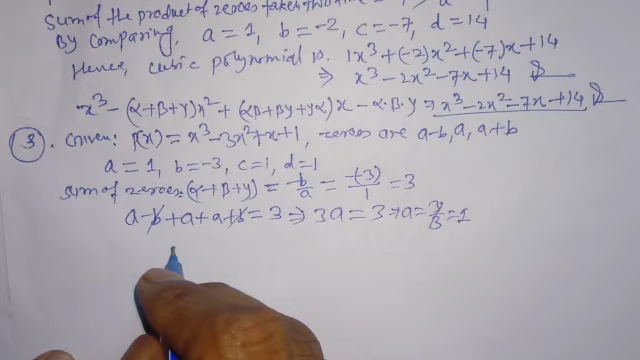 Sum of the product of zeroes taken
By comparing, a = 1, b = -2, c = -7, d = 14
Hence, cubic polynomial is. 1x³ + (-2)x² + (-7)x + 14
⇒ x³ - 2x² - 7x + 14
x³ - (α+β+γ)x² + (αβ+βγ+γα)x - α·β·γ ⇒ x³ - 2x² - 7x + 14
3. Given: p(x) = x³ - 3x² + x + 1, zeroes are a-b, a, a+b
a = 1, b = -3, c = 1, d = 1
Sum of zeroes: (α+β+γ) = -b/a = -(-3)/1 = 3
a - b + a + a + b = 3 ⇒ 3a = 3 ⇒ a = 3/3 = 1